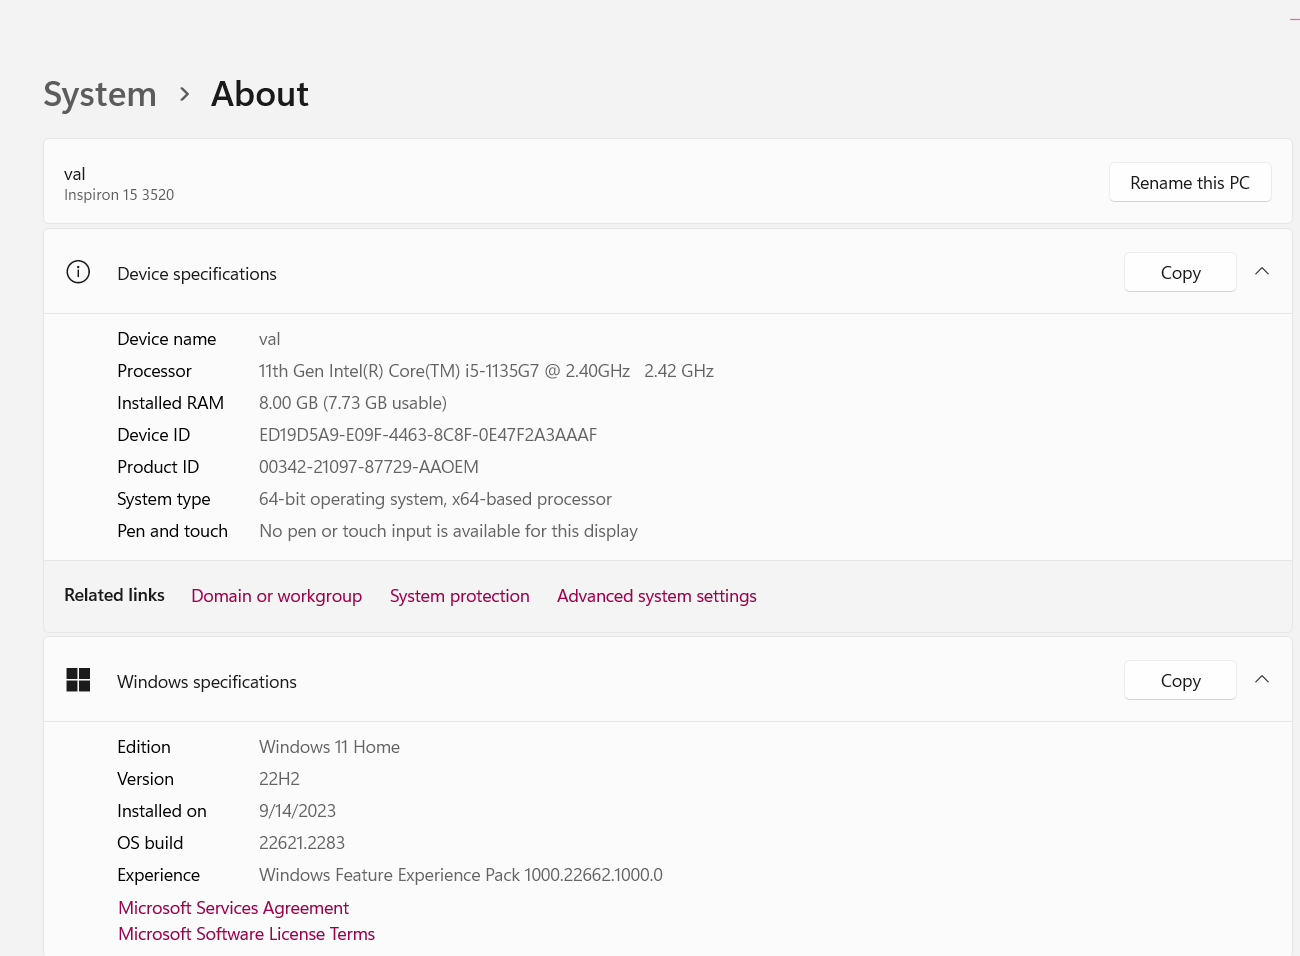 System > About
val
Inspiron 15 3520
Rename this PC
Device specifications
Copy
Device name val
Processor 11th Gen Intel(R) Core(TM) i5-1135G7 @ 2.40GHz 2.42 GHz
Installed RAM 8.00 GB (7.73 GB usable)
Device ID ED19D5A9-E09F-4463-8C8F-0E47F2A3AAAF
Product ID 00342-21097-87729-AAOEM
System type 64-bit operating system, x64-based processor
Pen and touch No pen or touch input is available for this display
Related links Domain or workgroup System protection Advanced system settings
Windows specifications
Copy
Edition Windows 11 Home
Version 22H2
Installed on 9/14/2023
OS build 22621.2283
Experience Windows Feature Experience Pack 1000.22662.1000.0
Microsoft Services Agreement
Microsoft Software License Terms